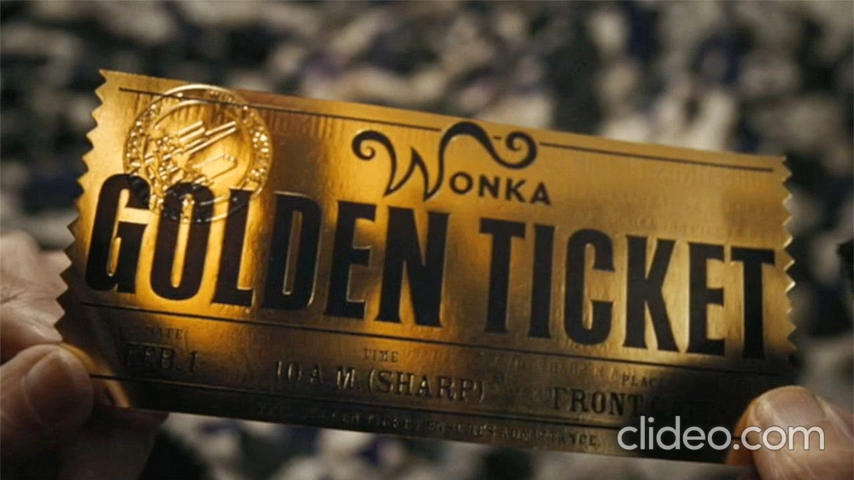 WONKA
GOLDEN TICKET
DATE TIME PLACE
FEB. 1 10 A.M. (SHARP) FRONT
clideo.com